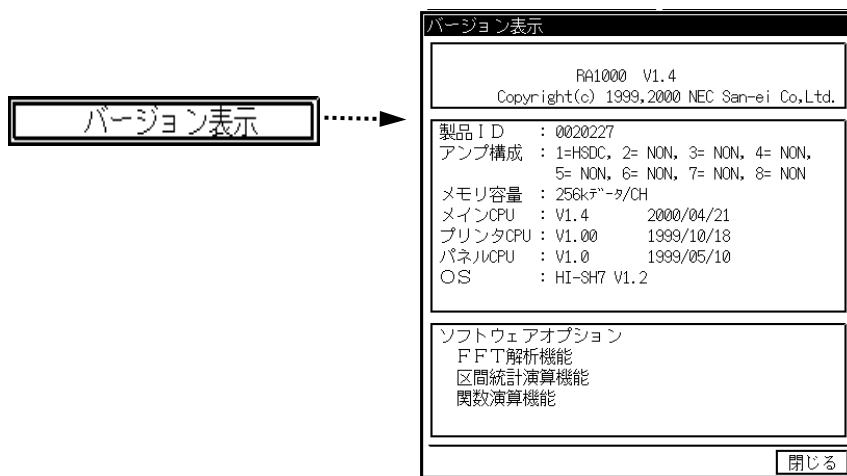 バージョン表示
バージョン表示
RA1000 V1.4
Copyright(c) 1999,2000 NEC San-ei Co,Ltd.
製品ＩＤ : 0020227
アンプ構成 : 1=HSDC, 2= NON, 3= NON, 4= NON,
5= NON, 6= NON, 7= NON, 8= NON
メモリ容量 : 256kﾃﾞｰﾀ/CH
メインCPU : V1.4 2000/04/21
プリンタCPU : V1.00 1999/10/18
パネルCPU : V1.0 1999/05/10
ＯＳ : HI-SH7 V1.2
ソフトウェアオプション
ＦＦＴ解析機能
区間統計演算機能
関数演算機能
閉じる